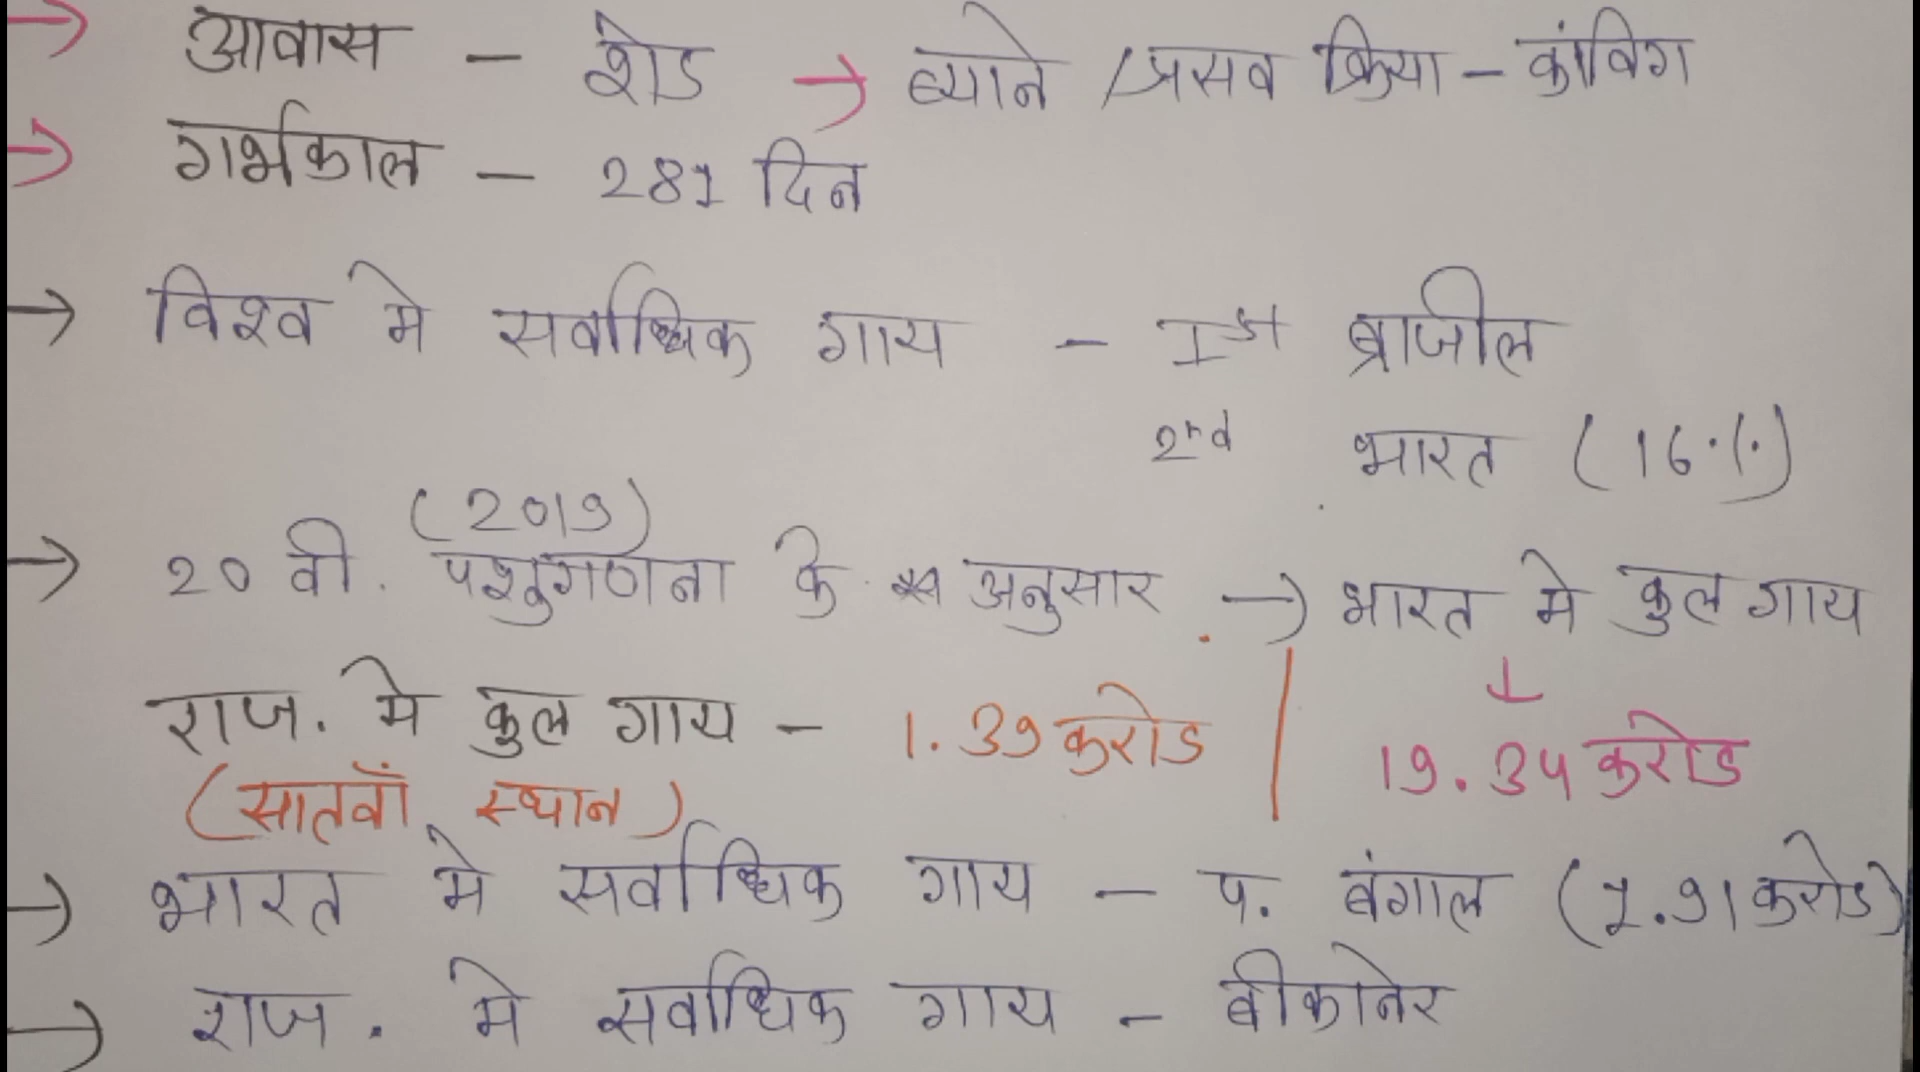 → आवास - शेड → ब्याने / प्रसव क्रिया - काविंग
→ गर्भकाल - 281 दिन
→ विश्व मे सर्वाधिक गाय - Ist ब्राजील
2nd भारत (16%)
(2019)
→ 20 वी. पशुगणना के अनुसार. → भारत मे कुल गाय
राज. मे कुल गाय - 1.39 करोड | ↓ 19.34 करोड
(सातवाँ स्थान)
→ भारत मे सर्वाधिक गाय - प. बंगाल (1.91 करोड)
→ राज. मे सर्वाधिक गाय - बीकानेर